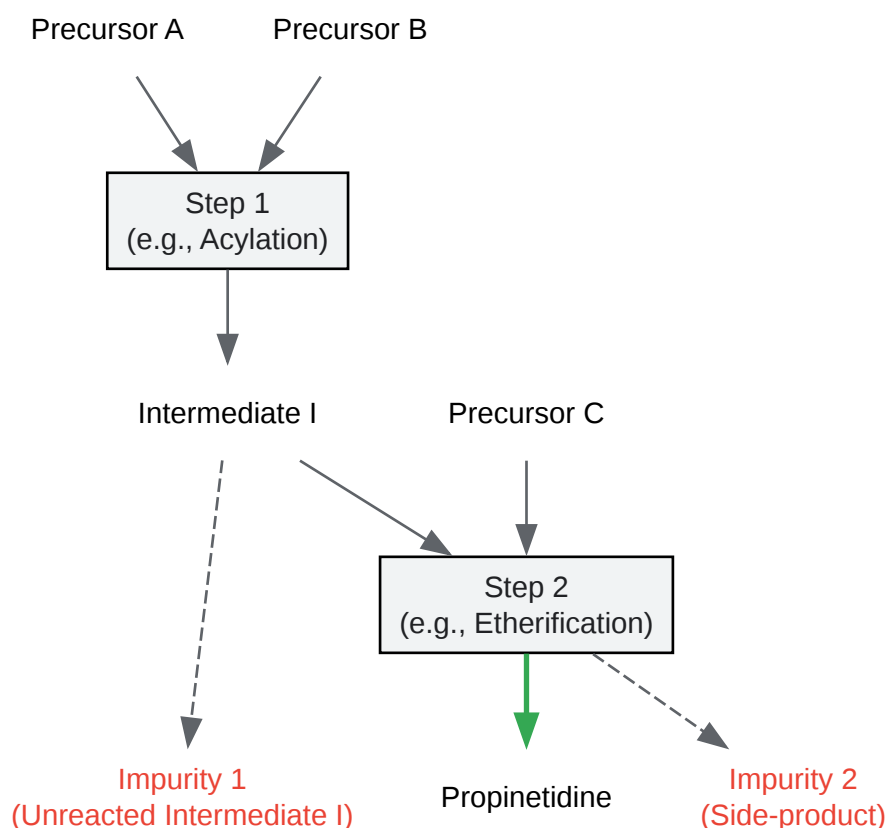 Precursor A
Precursor B
Step 1
(e.g., Acylation)
Intermediate I
Precursor C
Step 2
(e.g., Etherification)
Impurity 1
(Unreacted Intermediate I)
Propinetidine
Impurity 2
(Side-product)